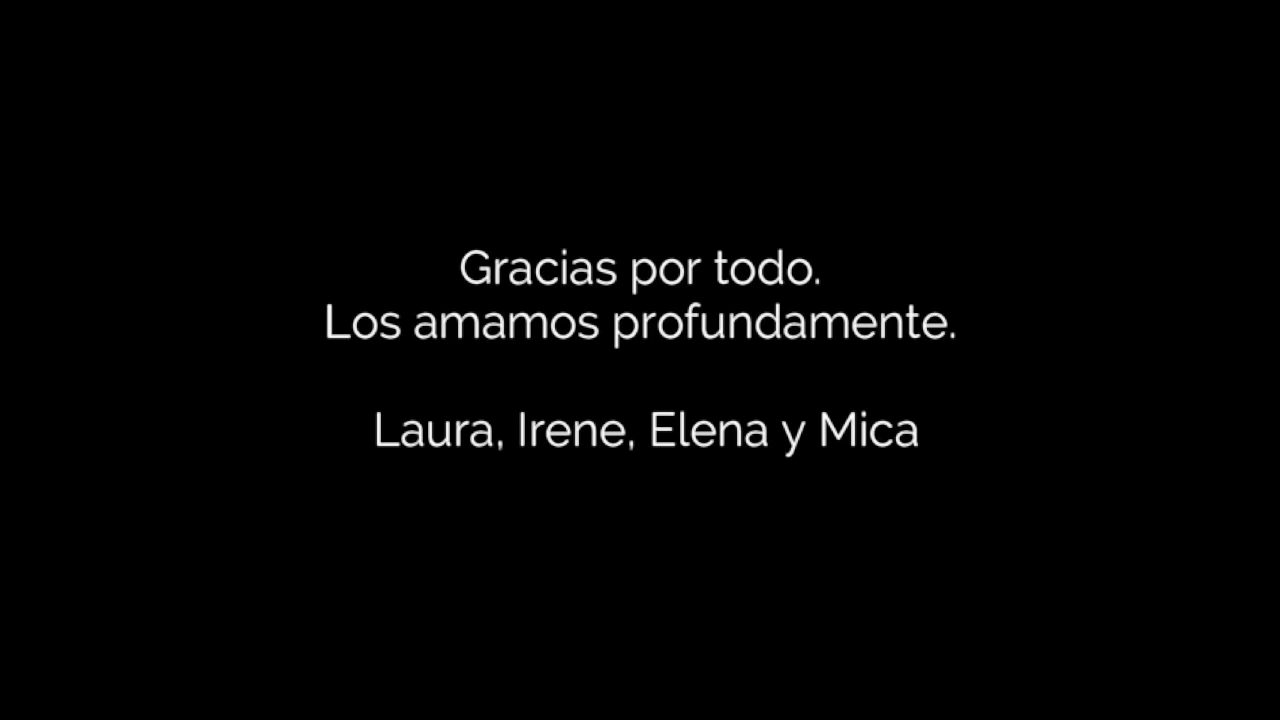 Gracias por todo.
Los amamos profundamente.
Laura, Irene, Elena y Mica